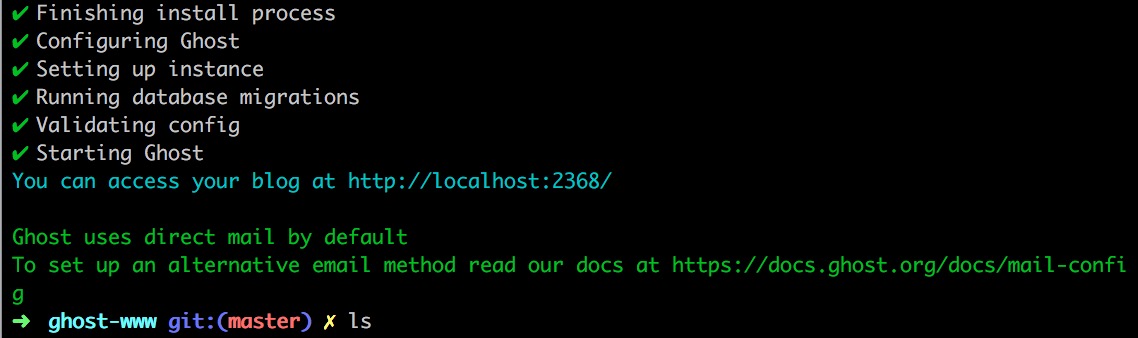 ✔ Finishing install process
✔ Configuring Ghost
✔ Setting up instance
✔ Running database migrations
✔ Validating config
✔ Starting Ghost
You can access your blog at http://localhost:2368/
Ghost uses direct mail by default
To set up an alternative email method read our docs at https://docs.ghost.org/docs/mail-confi
g
➜ ghost-www git:(master) ✗ ls